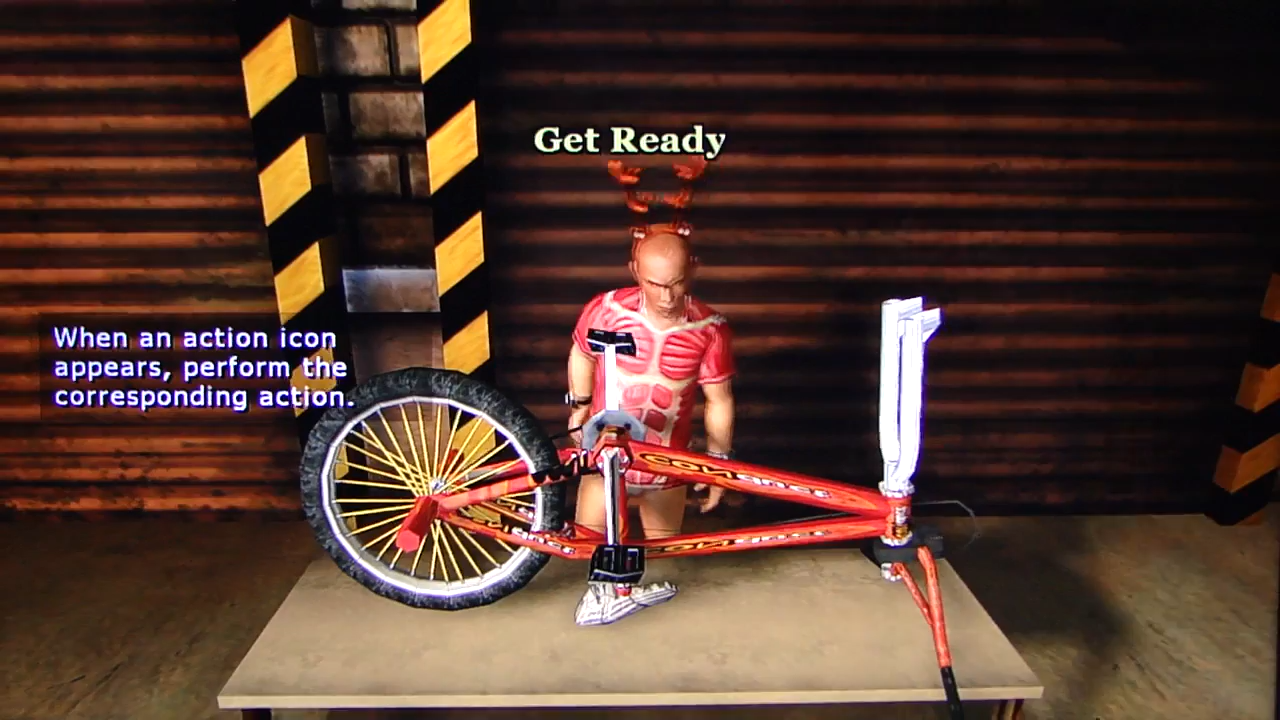 Get Ready
When an action icon
appears, perform the
corresponding action.